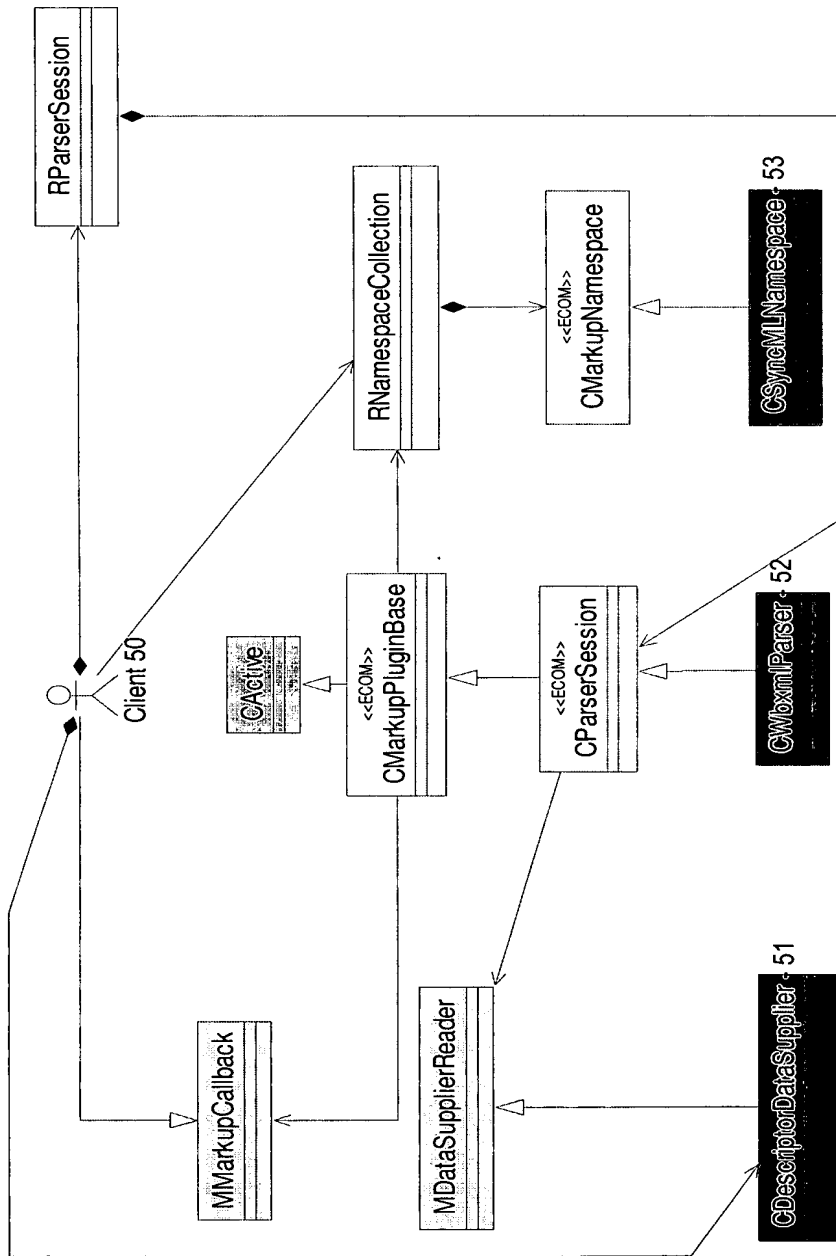 RParserSession
Client 50
MMarkupCallback
CActive
<<ECOM>>
CMarkupPluginBase
RNamespaceCollection
MDataSupplierReader
<<ECOM>>
CParserSession
<<ECOM>>
CMarkupNamespace
CDescriptorDataSupplier - 51
CWbxmlParser - 52
CSyncMLNamespace - 53